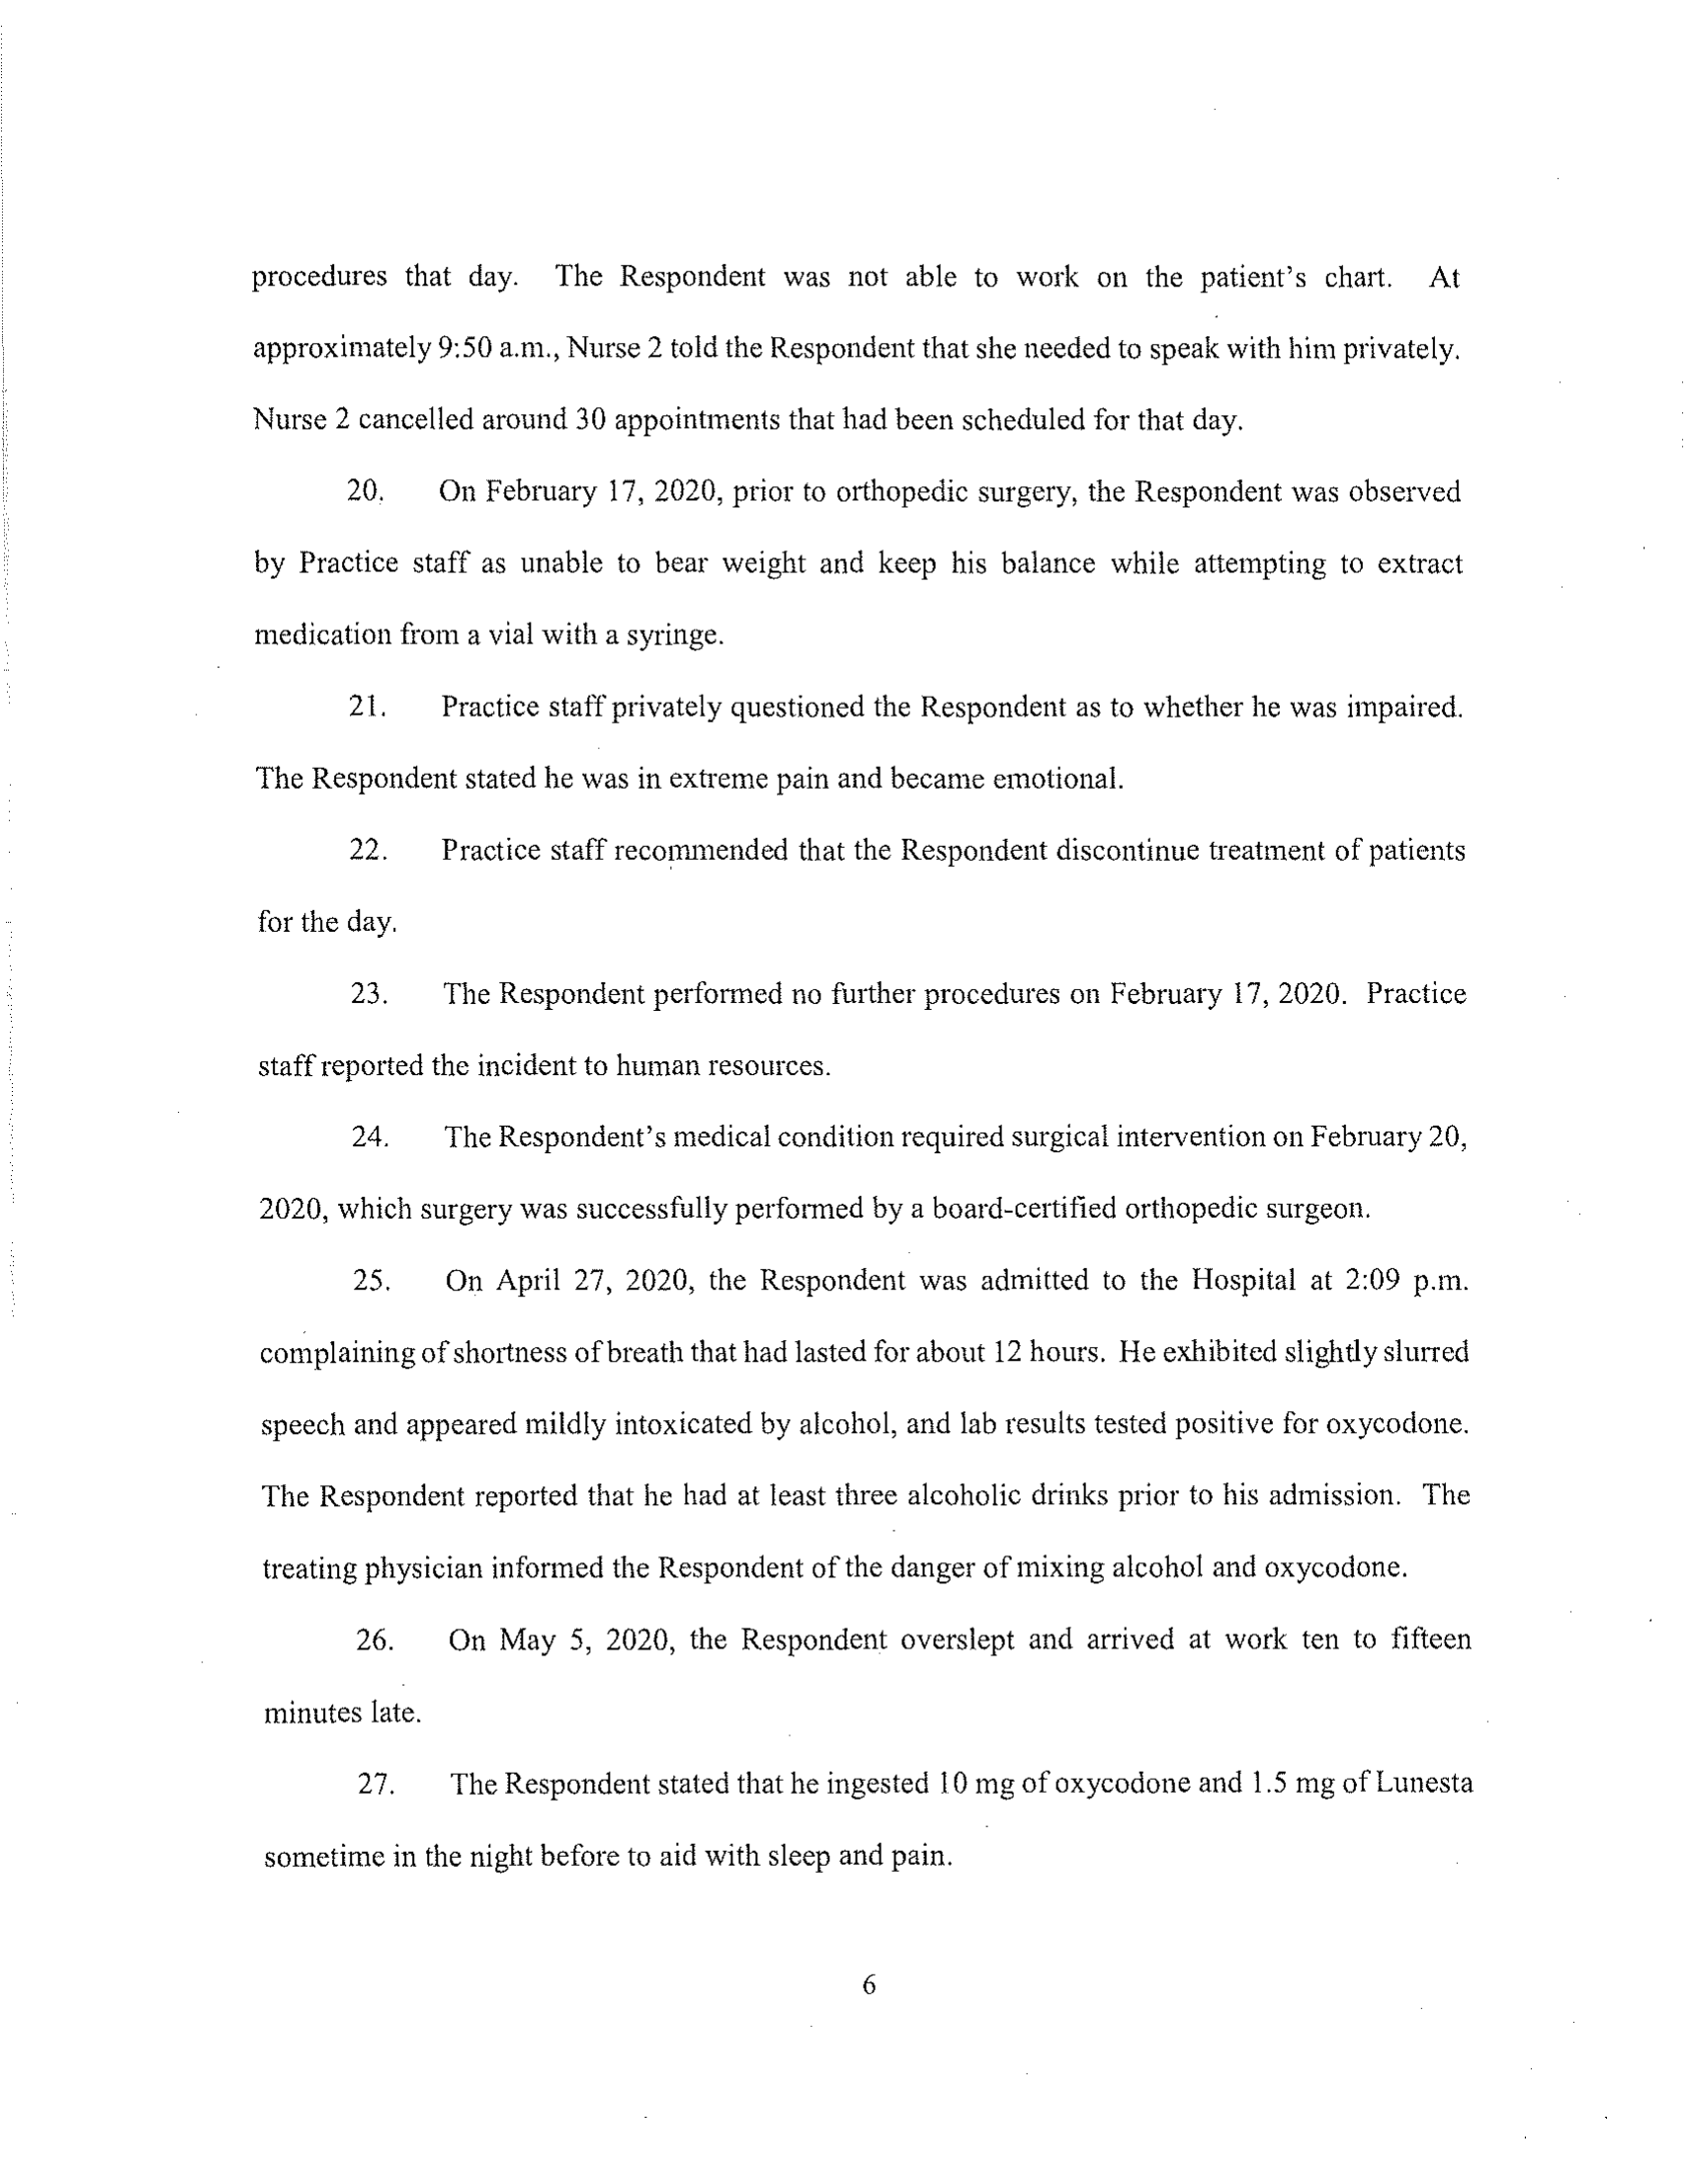 procedures that day. The Respondent was not able to work on the patient's chart. At
approximately 9:50 a.m., Nurse 2 told the Respondent that she needed to speak with him privately.
Nurse 2 cancelled around 30 appointments that had been scheduled for that day.
20. On February 17, 2020, prior to orthopedic surgery, the Respondent was observed
by Practice staff as unable to bear weight and keep his balance while attempting to extract
medication from a vial with a syringe.
21. Practice staff privately questioned the Respondent as to whether he was impaired.
The Respondent stated he was in extreme pain and became emotional.
22. Practice staff recommended that the Respondent discontinue treatment of patients
for the day.
23. The Respondent performed no further procedures on February 17, 2020. Practice
staff reported the incident to human resources.
24. The Respondent's medical condition required surgical intervention on February 20,
2020, which surgery was successfully performed by a board-certified orthopedic surgeon.
25. On April 27, 2020, the Respondent was admitted to the Hospital at 2:09 p.m.
complaining of shortness of breath that had lasted for about 12 hours. He exhibited slightly slurred
speech and appeared mildly intoxicated by alcohol, and lab results tested positive for oxycodone.
The Respondent reported that he had at least three alcoholic drinks prior to his admission. The
treating physician informed the Respondent of the danger of mixing alcohol and oxycodone.
26. On May 5, 2020, the Respondent overslept and arrived at work ten to fifteen
minutes late.
27. The Respondent stated that he ingested 10 mg of oxycodone and 1.5 mg of Lunesta
sometime in the night before to aid with sleep and pain.
6